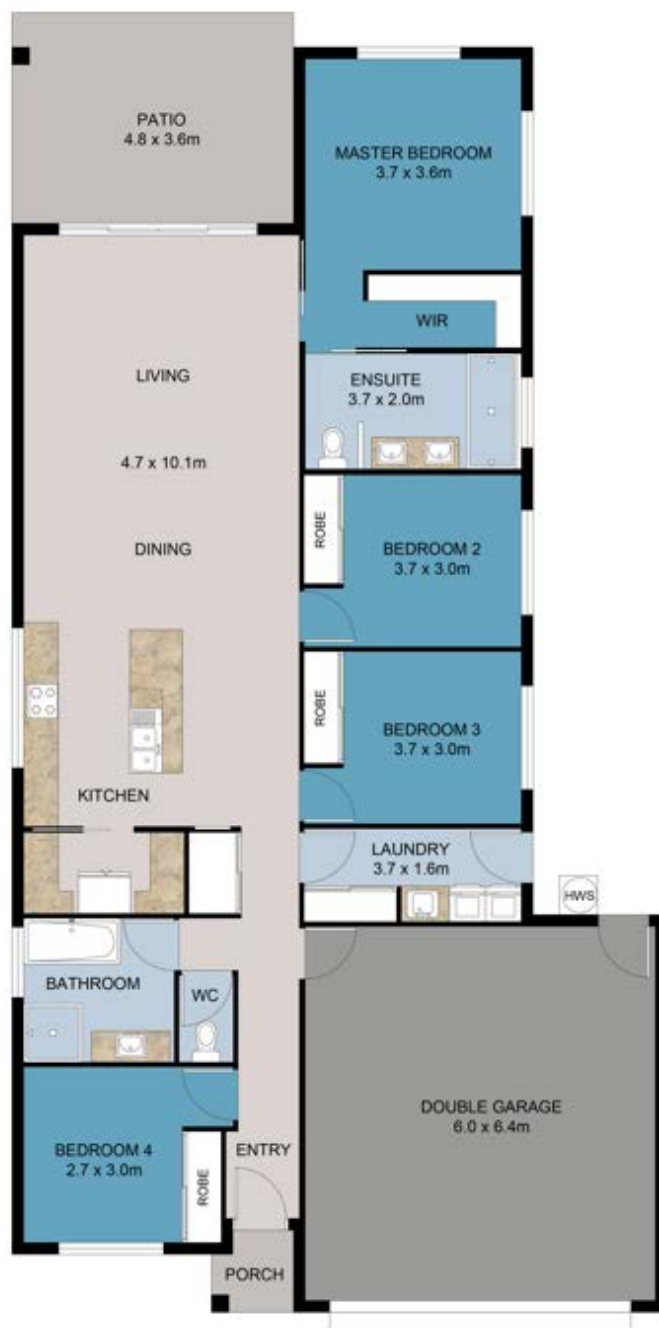 PATIO
4.8 x 3.6m
MASTER BEDROOM
3.7 x 3.6m
WIR
LIVING
ENSUITE
3.7 x 2.0m
4.7 x 10.1m
DINING
ROBE
BEDROOM 2
3.7 x 3.0m
ROBE
BEDROOM 3
3.7 x 3.0m
KITCHEN
LAUNDRY
3.7 x 1.6m
HWS
BATHROOM
WC
DOUBLE GARAGE
6.0 x 6.4m
BEDROOM 4
2.7 x 3.0m
ROBE
ENTRY
PORCH